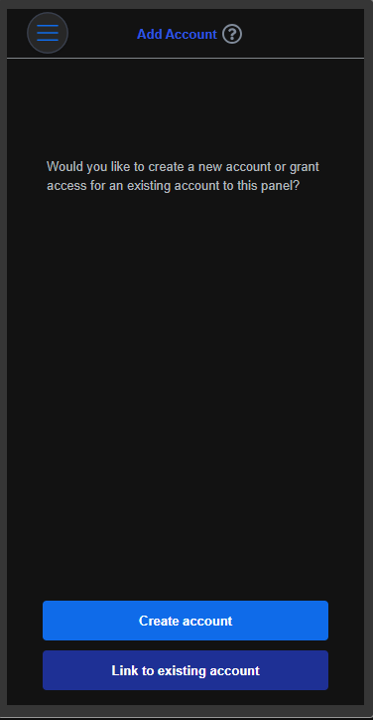 Add Account ?
Would you like to create a new account or grant
access for an existing account to this panel?
Create account
Link to existing account